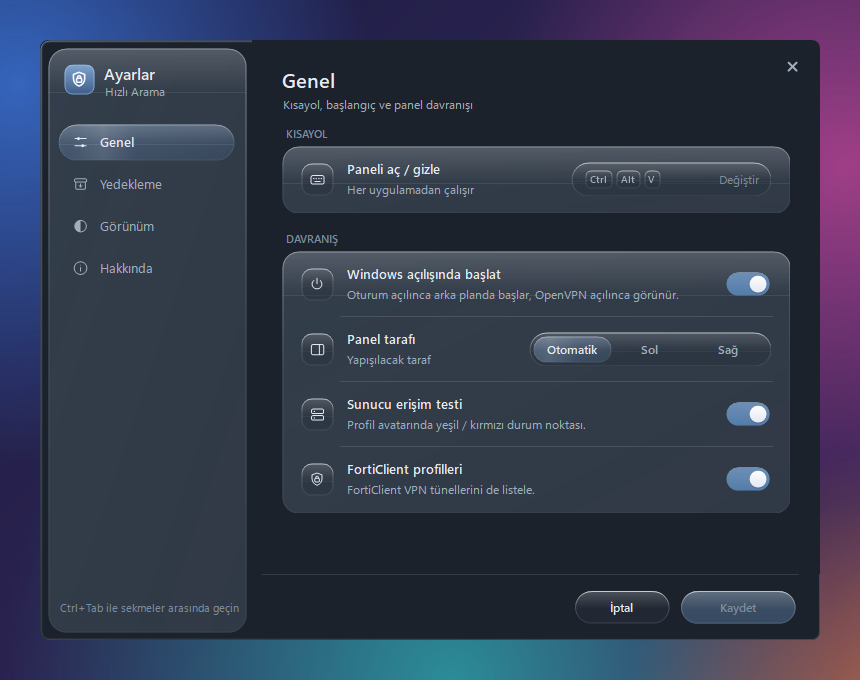 Ayarlar
Hızlı Arama
Genel
Yedekleme
Görünüm
Hakkında
Ctrl+Tab ile sekmeler arasında geçin
Genel
Kısayol, başlangıç ve panel davranışı
KISAYOL
Paneli aç / gizle
Her uygulamadan çalışır
Ctrl Alt V Değiştir
DAVRANIŞ
Windows açılışında başlat
Oturum açılınca arka planda başlar, OpenVPN açılınca görünür.
Panel tarafı
Yapışılacak taraf
Otomatik Sol Sağ
Sunucu erişim testi
Profil avatarında yeşil / kırmızı durum noktası.
FortiClient profilleri
FortiClient VPN tünellerini de listele.
İptal Kaydet